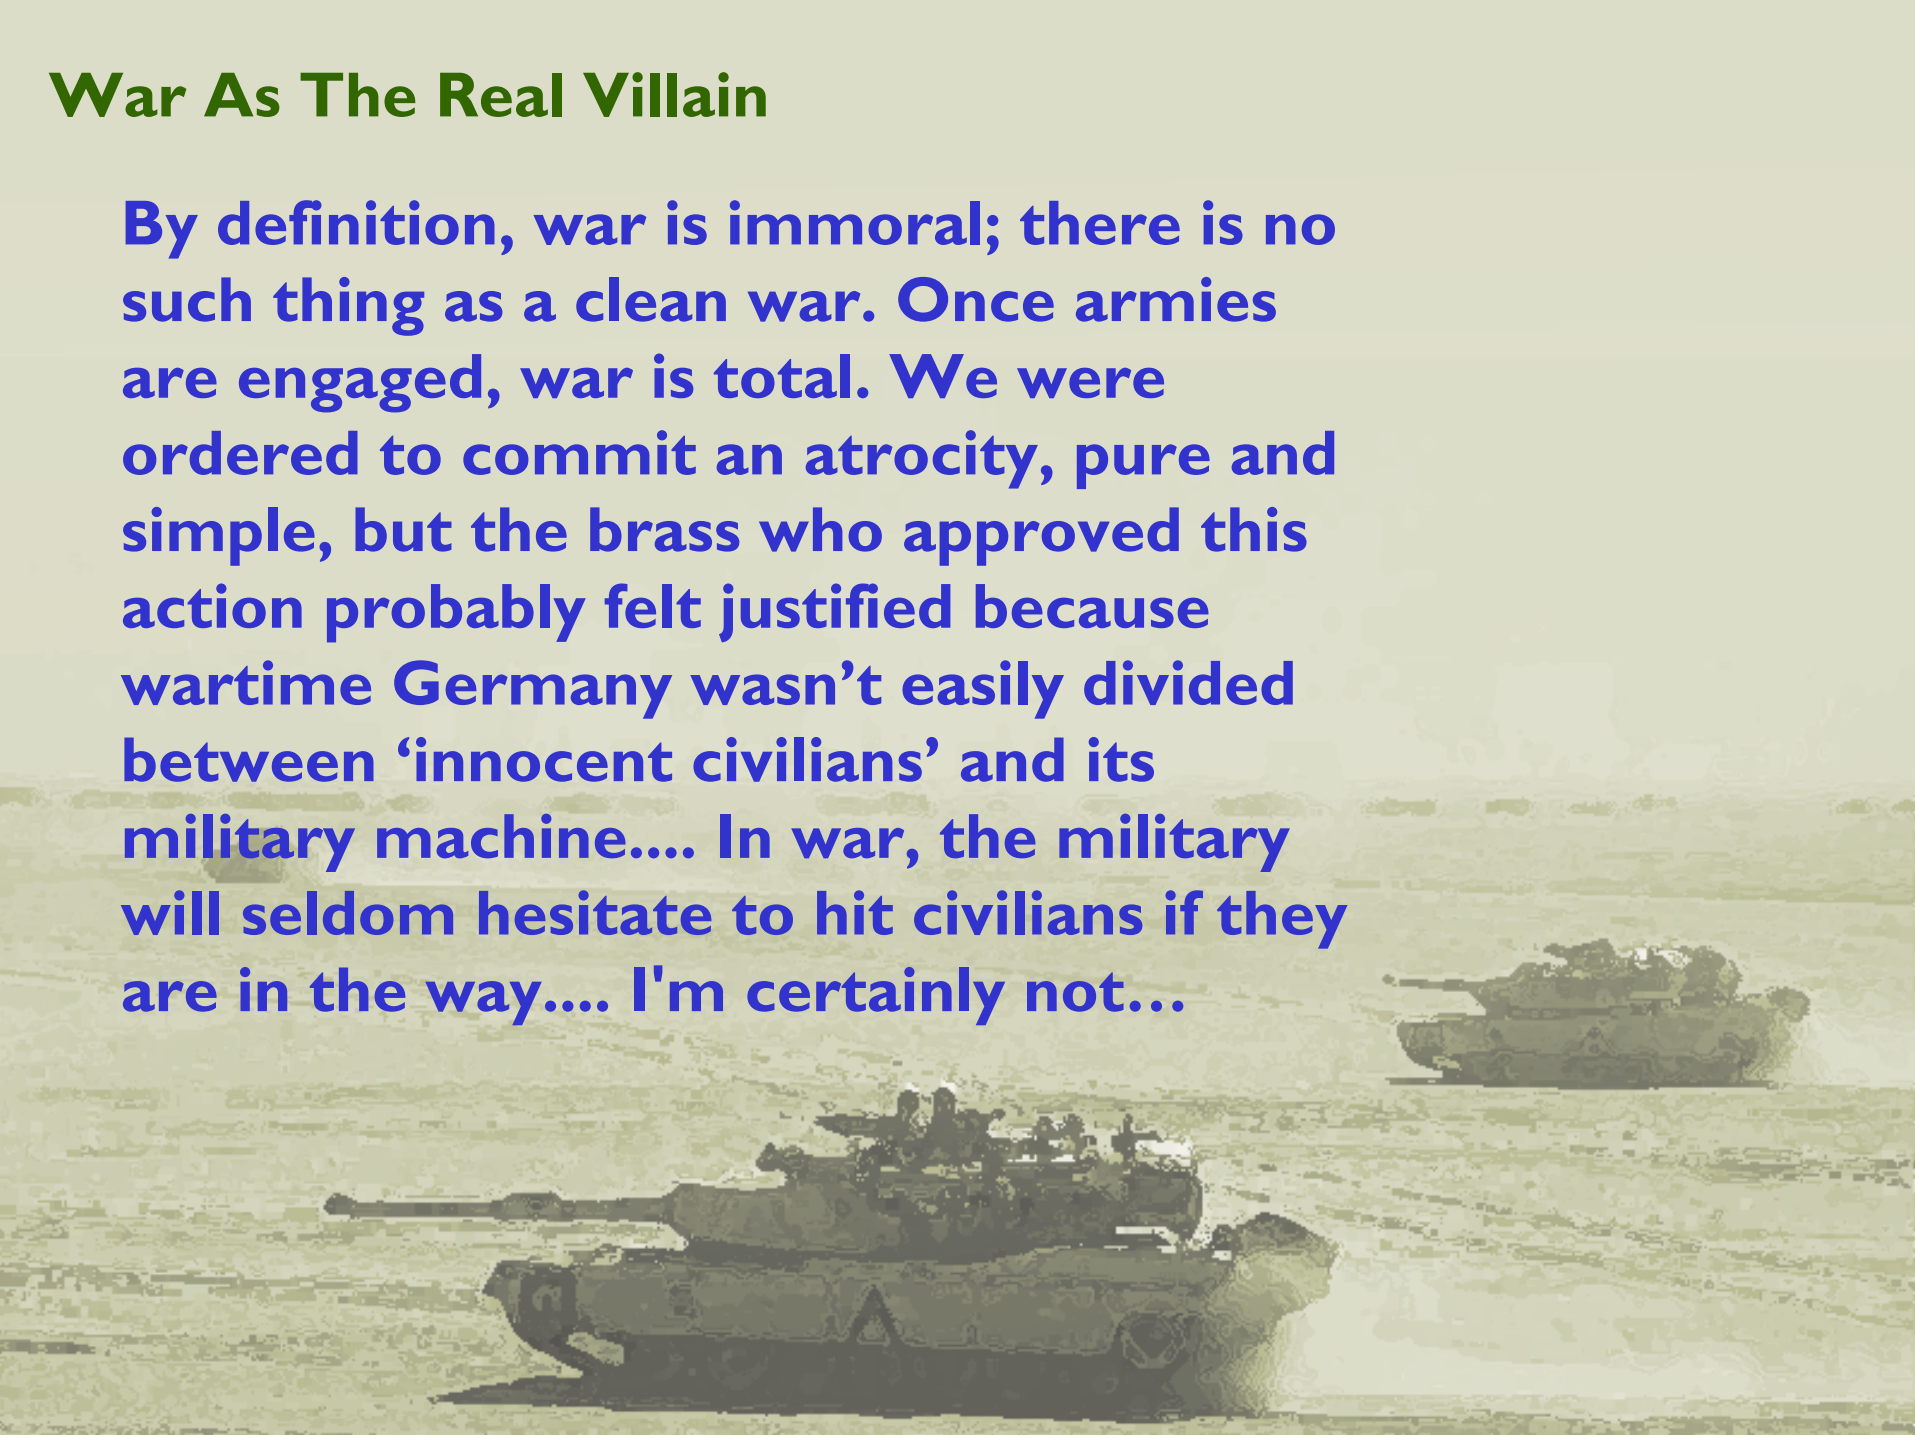 War As The Real Villain
By definition, war is immoral; there is no
such thing as a clean war. Once armies
are engaged, war is total. We were
ordered to commit an atrocity, pure and
simple, but the brass who approved this
action probably felt justified because
wartime Germany wasn’t easily divided
between ‘innocent civilians’ and its
military machine.... In war, the military
will seldom hesitate to hit civilians if they
are in the way.... I'm certainly not…